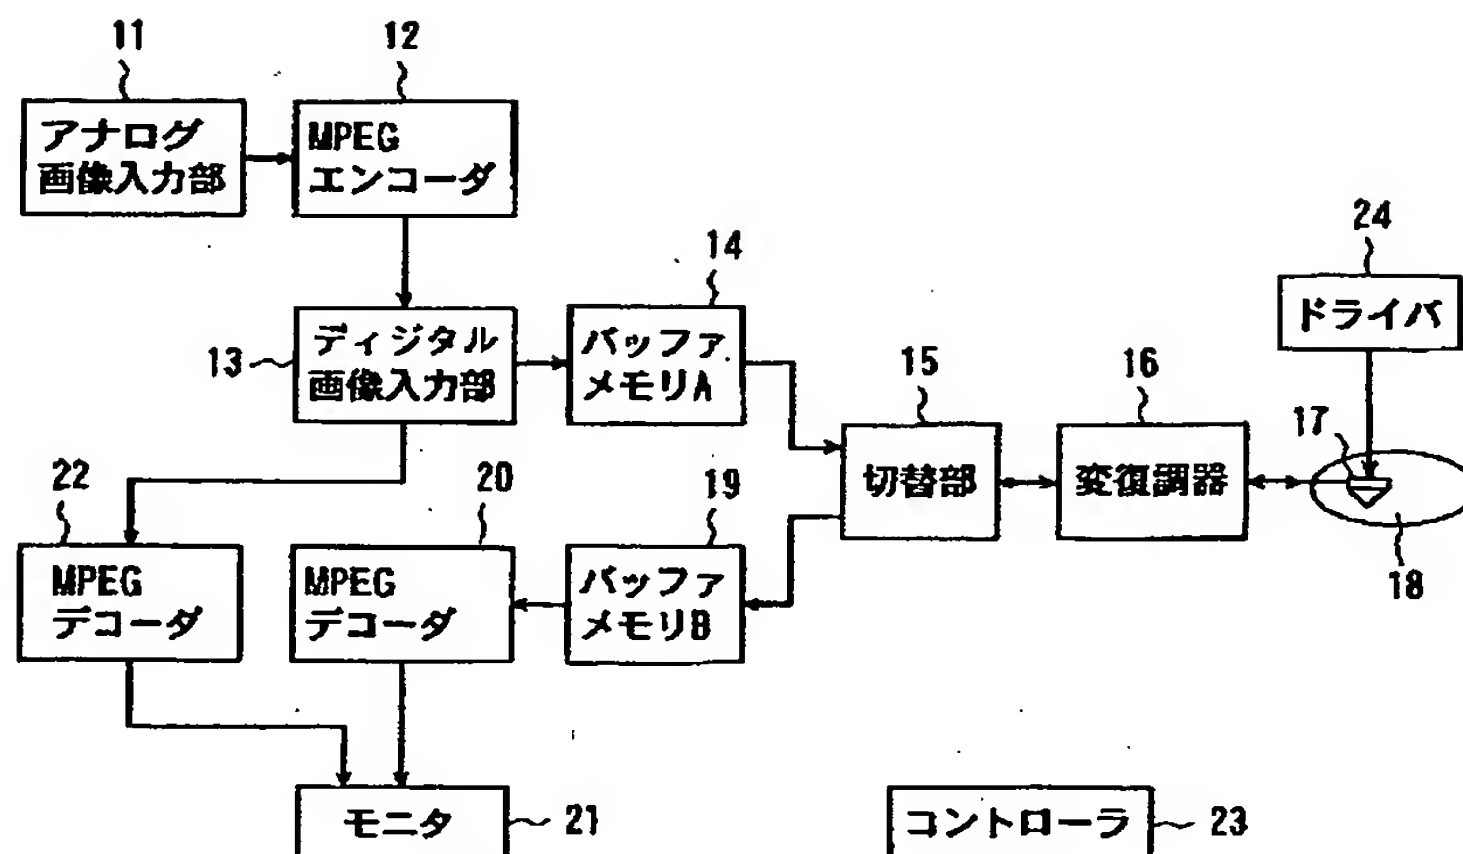 11
12
アナログ
画像入力部
MPEG
エンコーダ
24
14
ドライバ
13
ディジタル
画像入力部
バッファ
メモリA
15
16
17
切替部
変復調器
18
22
20
19
MPEG
デコーダ
MPEG
デコーダ
バッファ
メモリB
モニタ
21
コントローラ
23